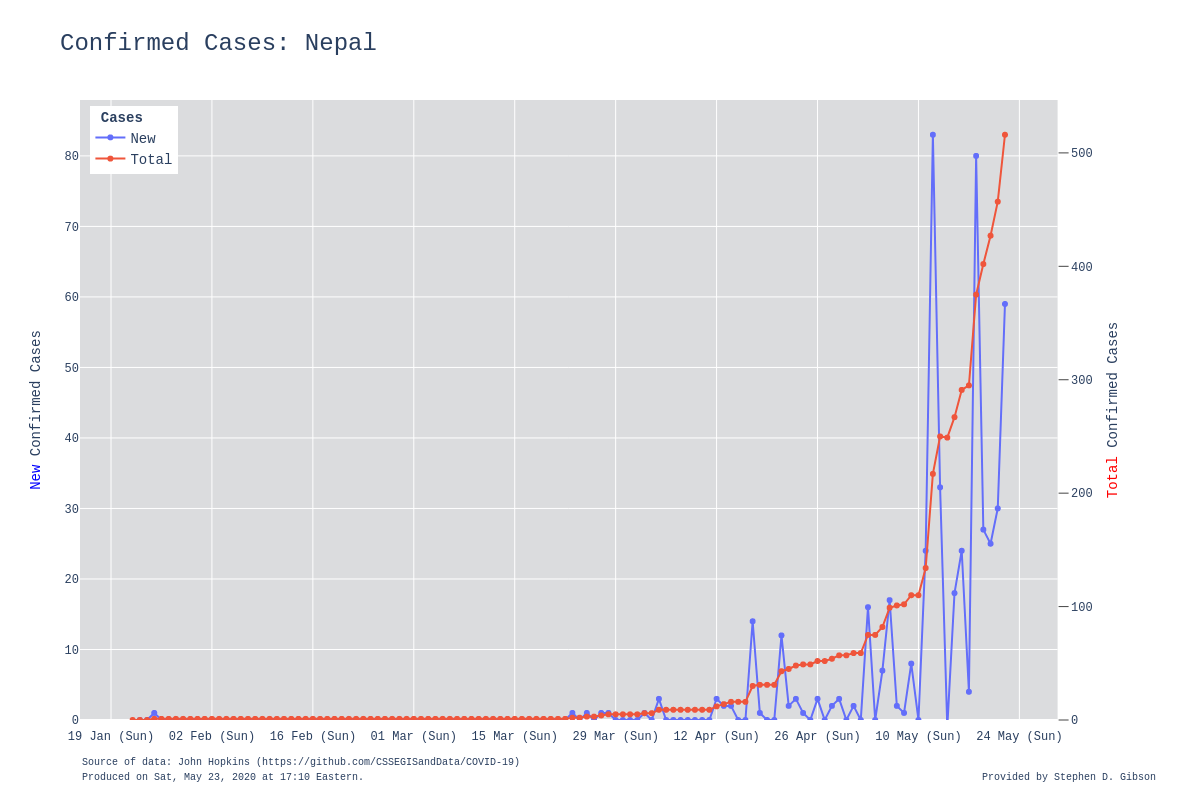 Confirmed Cases: Nepal
Cases
New
Total
80
70
60
50
40
30
20
10
0
500
400
300
200
100
0
New Confirmed Cases
Total Confirmed Cases
19 Jan (Sun) 02 Feb (Sun) 16 Feb (Sun) 01 Mar (Sun) 15 Mar (Sun) 29 Mar (Sun) 12 Apr (Sun) 26 Apr (Sun) 10 May (Sun) 24 May (Sun)
Source of data: John Hopkins (https://github.com/CSSEGISandData/COVID-19)
Produced on Sat, May 23, 2020 at 17:10 Eastern.
Provided by Stephen D. Gibson